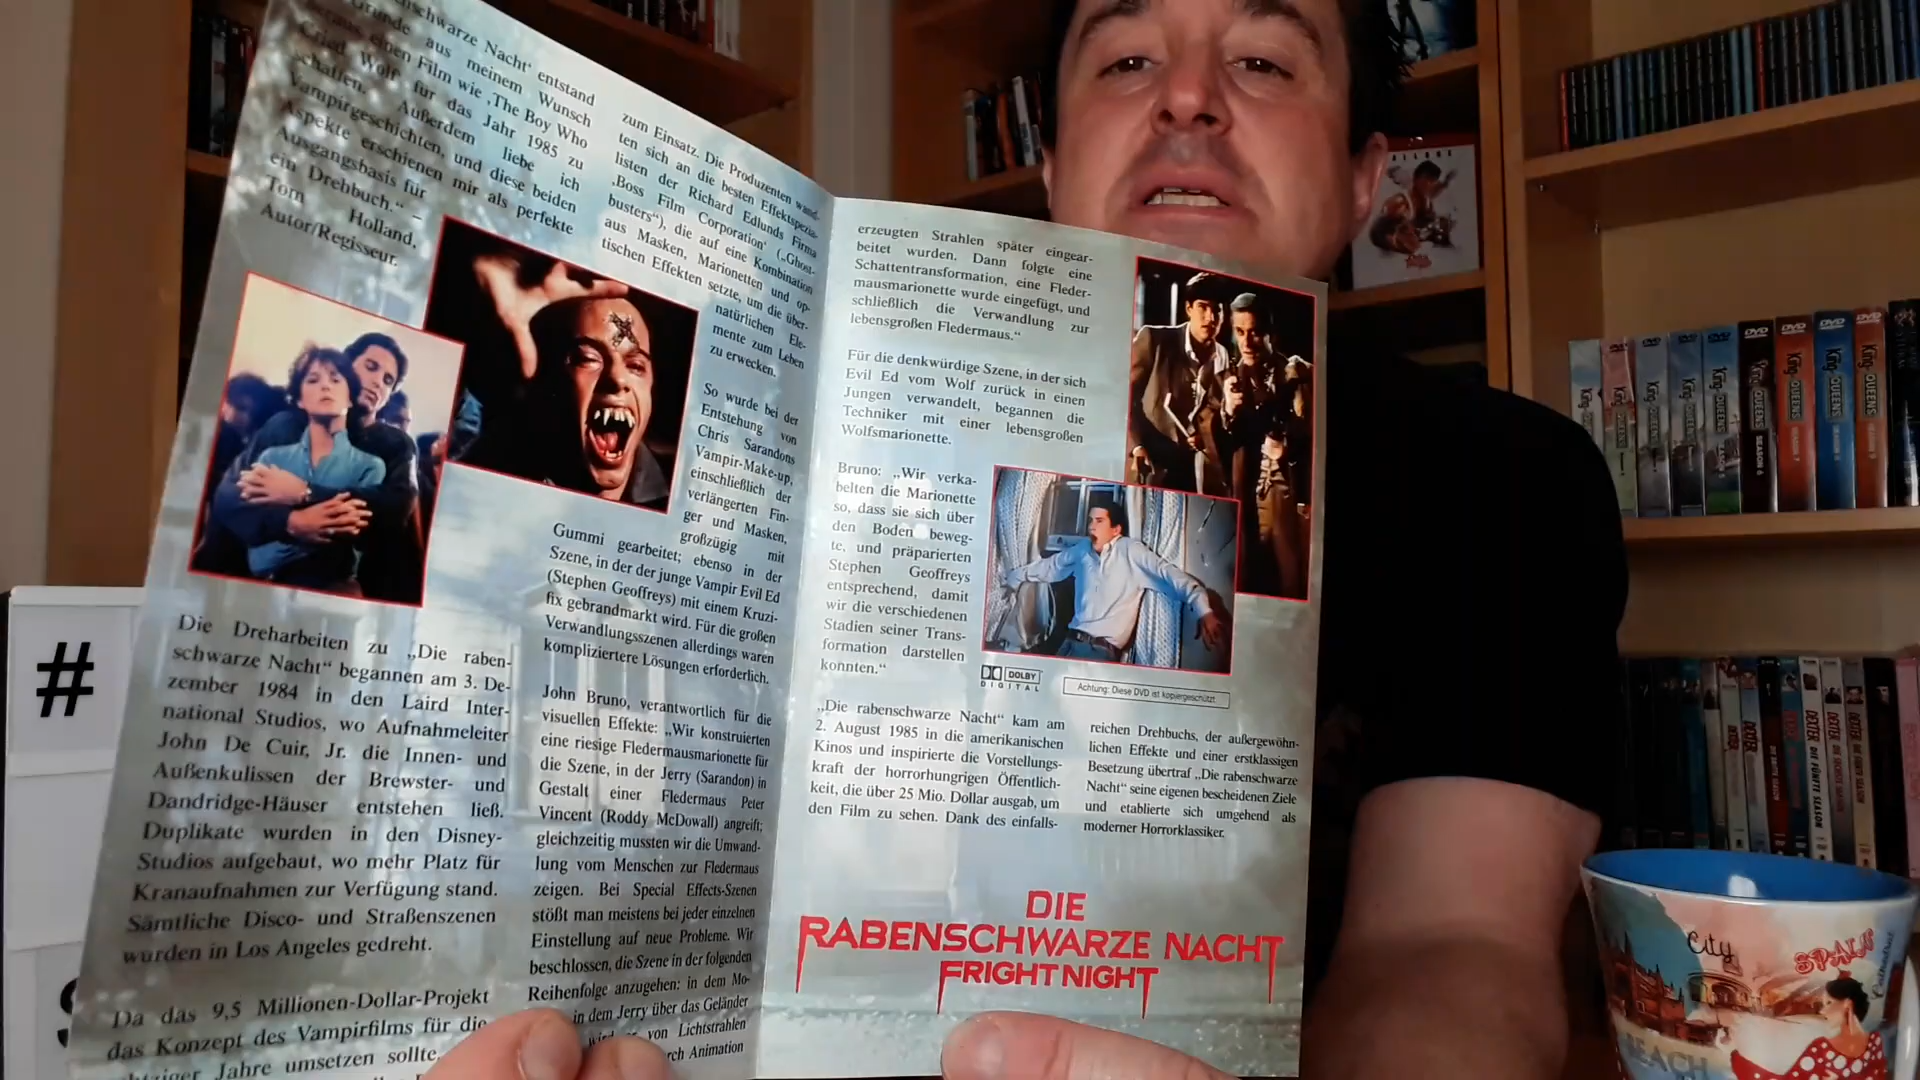 schwarze Nacht' entstand
Grunde aus meinem Wunsch
heraus, einen Film wie ‚The Boy Who
Cried Wolf' für das Jahr 1985 zu
schaffen. Außerdem liebe ich
Vampirgeschichten, und diese beiden
Aspekte erschienen mir als perfekte
Ausgangsbasis für
ein Drehbuch.“ –
Tom Holland,
Autor/Regisseur.
Die Dreharbeiten zu „Die raben-
schwarze Nacht“ begannen am 3. De-
zember 1984 in den Laird Inter-
national Studios, wo Aufnahmeleiter
John De Cuir, Jr. die Innen- und
Außenkulissen der Brewster- und
Dandridge-Häuser entstehen ließ.
Duplikate wurden in den Disney-
Studios aufgebaut, wo mehr Platz für
Kranaufnahmen zur Verfügung stand.
Sämtliche Disco- und Straßenszenen
wurden in Los Angeles gedreht.
Da das 9,5 Millionen-Dollar-Projekt
das Konzept des Vampirfilms für die
achtziger Jahre umsetzen sollte,
zum Einsatz. Die Produzenten wand-
ten sich an die besten Effektspezia-
listen der Richard Edlunds Firma
‚Boss Film Corporation' („Ghost-
busters“), die auf eine Kombination
aus Masken, Marionetten und op-
tischen Effekten setzte, um die über-
natürlichen Ele-
mente zum Leben
zu erwecken.
So wurde bei der
Entstehung von
Chris Sarandons
Vampir-Make-up,
einschließlich der
verlängerten Fin-
ger und Masken,
großzügig mit
Gummi gearbeitet; ebenso in der
Szene, in der der junge Vampir Evil Ed
(Stephen Geoffreys) mit einem Kruzi-
fix gebrandmarkt wird. Für die großen
Verwandlungsszenen allerdings waren
kompliziertere Lösungen erforderlich.
John Bruno, verantwortlich für die
visuellen Effekte: „Wir konstruierten
eine riesige Fledermausmarionette für
die Szene, in der Jerry (Sarandon) in
Gestalt einer Fledermaus Peter
Vincent (Roddy McDowall) angreift;
gleichzeitig mussten wir die Umwand-
lung vom Menschen zur Fledermaus
zeigen. Bei Special Effects-Szenen
stößt man meistens bei jeder einzelnen
Einstellung auf neue Probleme. Wir
beschlossen, die Szene in der folgenden
Reihenfolge anzugehen: in dem Mo-
in dem Jerry über das Geländer
wird von Lichtstrahlen
Animation
erzeugten Strahlen später eingear-
beitet wurden. Dann folgte eine
Schattentransformation, eine Fleder-
mausmarionette wurde eingefügt, und
schließlich die Verwandlung zur
lebensgroßen Fledermaus.“
Für die denkwürdige Szene, in der sich
Evil Ed vom Wolf zurück in einen
Jungen verwandelt, begannen die
Techniker mit einer lebensgroßen
Wolfsmarionette.
Bruno: „Wir verka-
belten die Marionette
so, dass sie sich über
den Boden beweg-
te, und präparierten
Stephen Geoffreys
entsprechend, damit
wir die verschiedenen
Stadien seiner Trans-
formation darstellen
konnten.“
DOLBY
DIGITAL
Achtung: Diese DVD ist kopiergeschützt
„Die rabenschwarze Nacht“ kam am
2. August 1985 in die amerikanischen
Kinos und inspirierte die Vorstellungs-
kraft der horrorhungrigen Öffentlich-
keit, die über 25 Mio. Dollar ausgab, um
den Film zu sehen. Dank des einfalls-
reichen Drehbuchs, der außergewöhn-
lichen Effekte und einer erstklassigen
Besetzung übertraf „Die rabenschwarze
Nacht“ seine eigenen bescheidenen Ziele
und etablierte sich umgehend als
moderner Horrorklassiker.
DIE
RABENSCHWARZE NACHT
FRIGHT NIGHT
#
King QUEENS SEASON 6
King QUEENS
King QUEENS
King QUEENS
DEXTER
DEXTER DIE FÜNFTE SEASON
City
BEACH